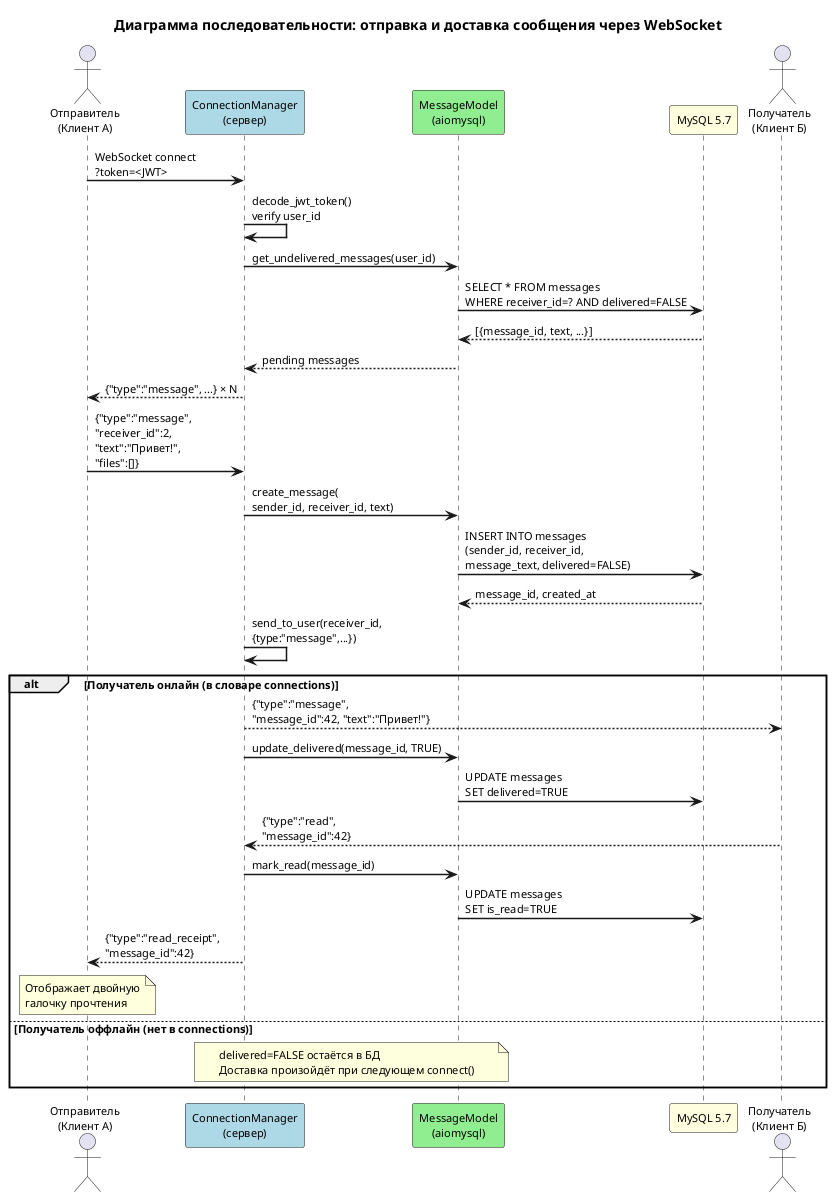 Диаграмма последовательности: отправка и доставка сообщения через WebSocket
Отправитель
(Клиент А)
ConnectionManager
(сервер)
MessageModel
(aiomysql)
MySQL 5.7
Получатель
(Клиент Б)
WebSocket connect
?token=<JWT>
decode_jwt_token()
verify user_id
get_undelivered_messages(user_id)
SELECT * FROM messages
WHERE receiver_id=? AND delivered=FALSE
[{message_id, text, ...}]
pending messages
{"type":"message", ...} × N
{"type":"message",
"receiver_id":2,
"text":"Привет!",
"files":[]}
create_message(
sender_id, receiver_id, text)
INSERT INTO messages
(sender_id, receiver_id,
message_text, delivered=FALSE)
message_id, created_at
send_to_user(receiver_id,
{type:"message",...})
alt
[Получатель онлайн (в словаре connections)]
{"type":"message",
"message_id":42, "text":"Привет!"}
update_delivered(message_id, TRUE)
UPDATE messages
SET delivered=TRUE
{"type":"read",
"message_id":42}
mark_read(message_id)
UPDATE messages
SET is_read=TRUE
{"type":"read_receipt",
"message_id":42}
Отображает двойную
галочку прочтения
[Получатель оффлайн (нет в connections)]
delivered=FALSE остаётся в БД
Доставка произойдёт при следующем connect()
Отправитель
(Клиент А)
ConnectionManager
(сервер)
MessageModel
(aiomysql)
MySQL 5.7
Получатель
(Клиент Б)